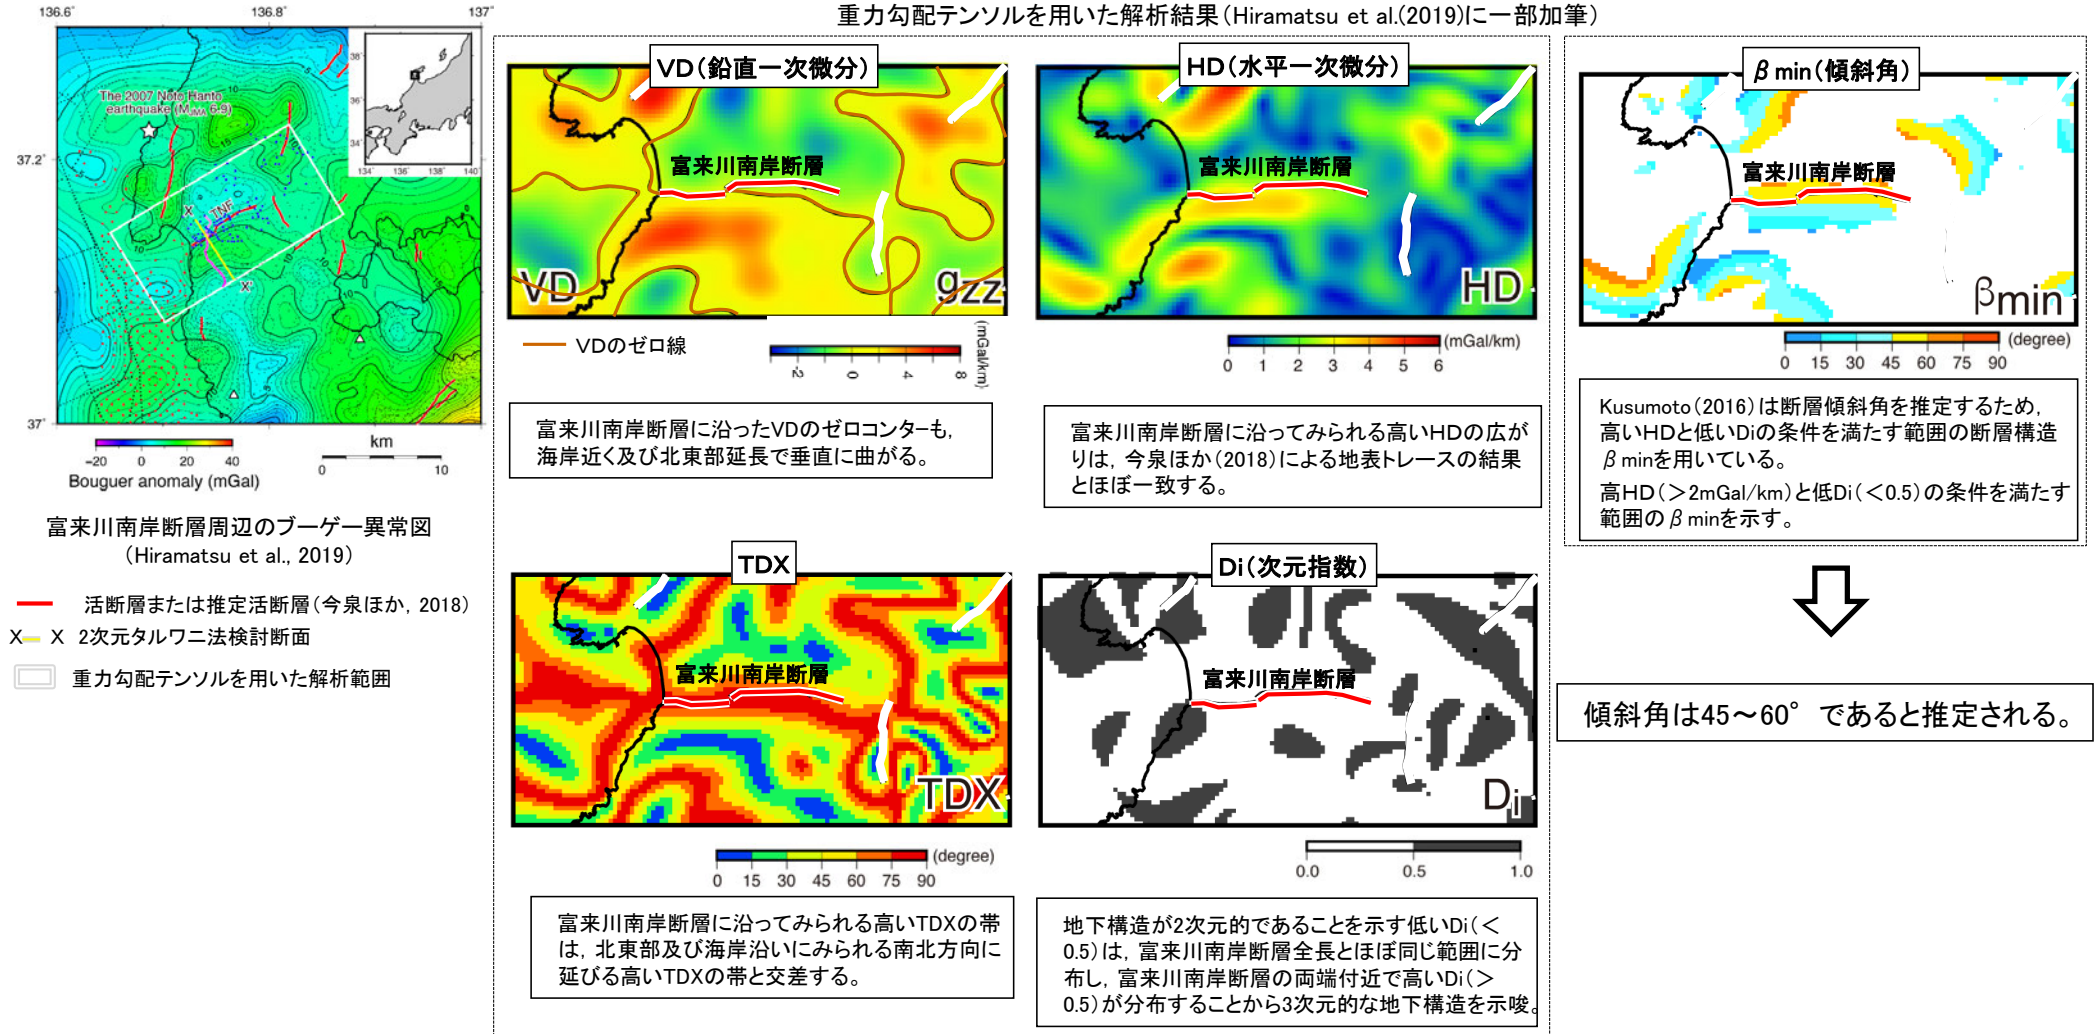 重力勾配テンソルを用いた解析結果(Hiramatsu et al.(2019)に一部加筆)
136.6°
136.8°
137°
37.2°
37°
The 2007 Noto Hanto
earthquake (MJMA 6.9)
TNF
X
X'
38°
36°
34°
134°
136°
138°
140°
-20
0
20
40
Bouguer anomaly (mGal)
km
0
10
富来川南岸断層周辺のブーゲー異常図
(Hiramatsu et al., 2019)
活断層または推定活断層(今泉ほか, 2018)
X X 2次元タルワニ法検討断面
重力勾配テンソルを用いた解析範囲
VD(鉛直一次微分)
富来川南岸断層
VD
gzz
VDのゼロ線
-2
0
4
8
(mGal/km)
富来川南岸断層に沿ったVDのゼロコンターも,
海岸近く及び北東部延長で垂直に曲がる。
HD(水平一次微分)
富来川南岸断層
HD
0 1 2 3 4 5 6
(mGal/km)
富来川南岸断層に沿ってみられる高いHDの広が
りは, 今泉ほか(2018)による地表トレースの結果
とほぼ一致する。
βmin(傾斜角)
富来川南岸断層
βmin
0 15 30 45 60 75 90
(degree)
Kusumoto(2016)は断層傾斜角を推定するため,
高いHDと低いDiの条件を満たす範囲の断層構造
βminを用いている。
高HD(>2mGal/km)と低Di(<0.5)の条件を満たす
範囲のβminを示す。
TDX
富来川南岸断層
TDX
0 15 30 45 60 75 90
(degree)
富来川南岸断層に沿ってみられる高いTDXの帯
は, 北東部及び海岸沿いにみられる南北方向に
延びる高いTDXの帯と交差する。
Di(次元指数)
富来川南岸断層
Di
0.0
0.5
1.0
地下構造が2次元的であることを示す低いDi(<
0.5)は, 富来川南岸断層全長とほぼ同じ範囲に分
布し, 富来川南岸断層の両端付近で高いDi(>
0.5)が分布することから3次元的な地下構造を示唆。
傾斜角は45～60° であると推定される。